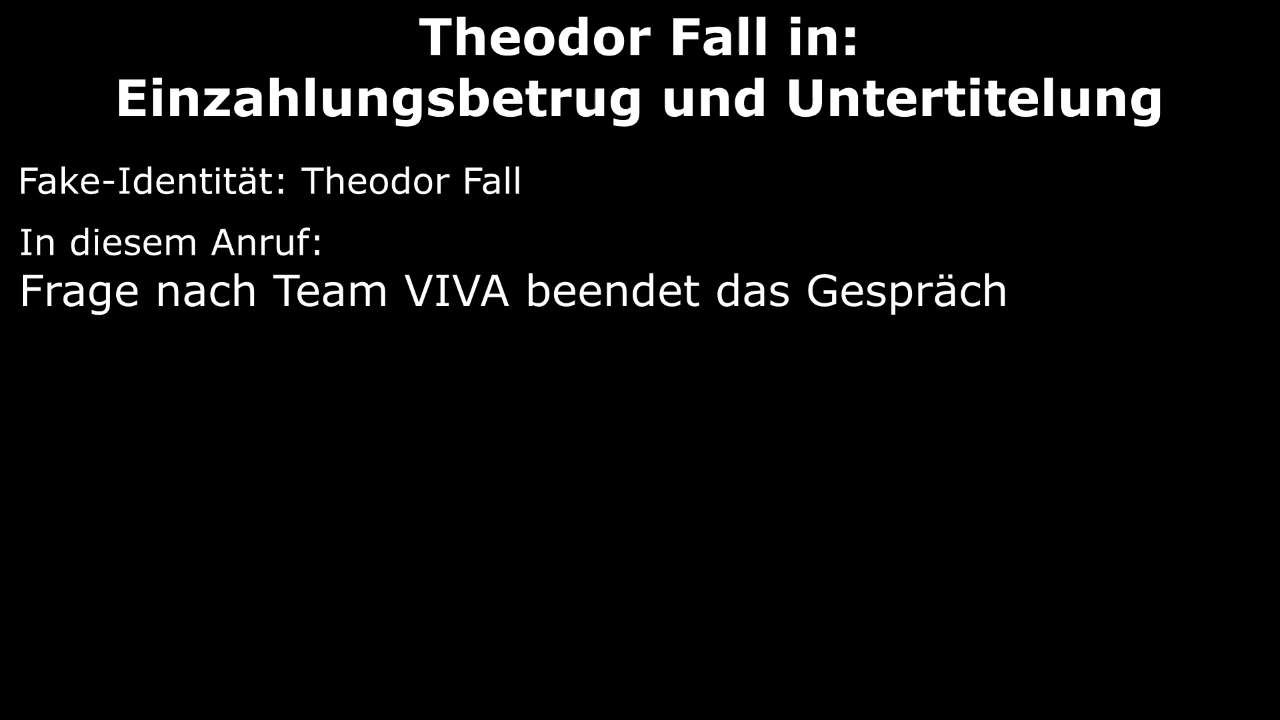 Theodor Fall in:
Einzahlungsbetrug und Untertitelung
Fake-Identität: Theodor Fall
In diesem Anruf:
Frage nach Team VIVA beendet das Gespräch